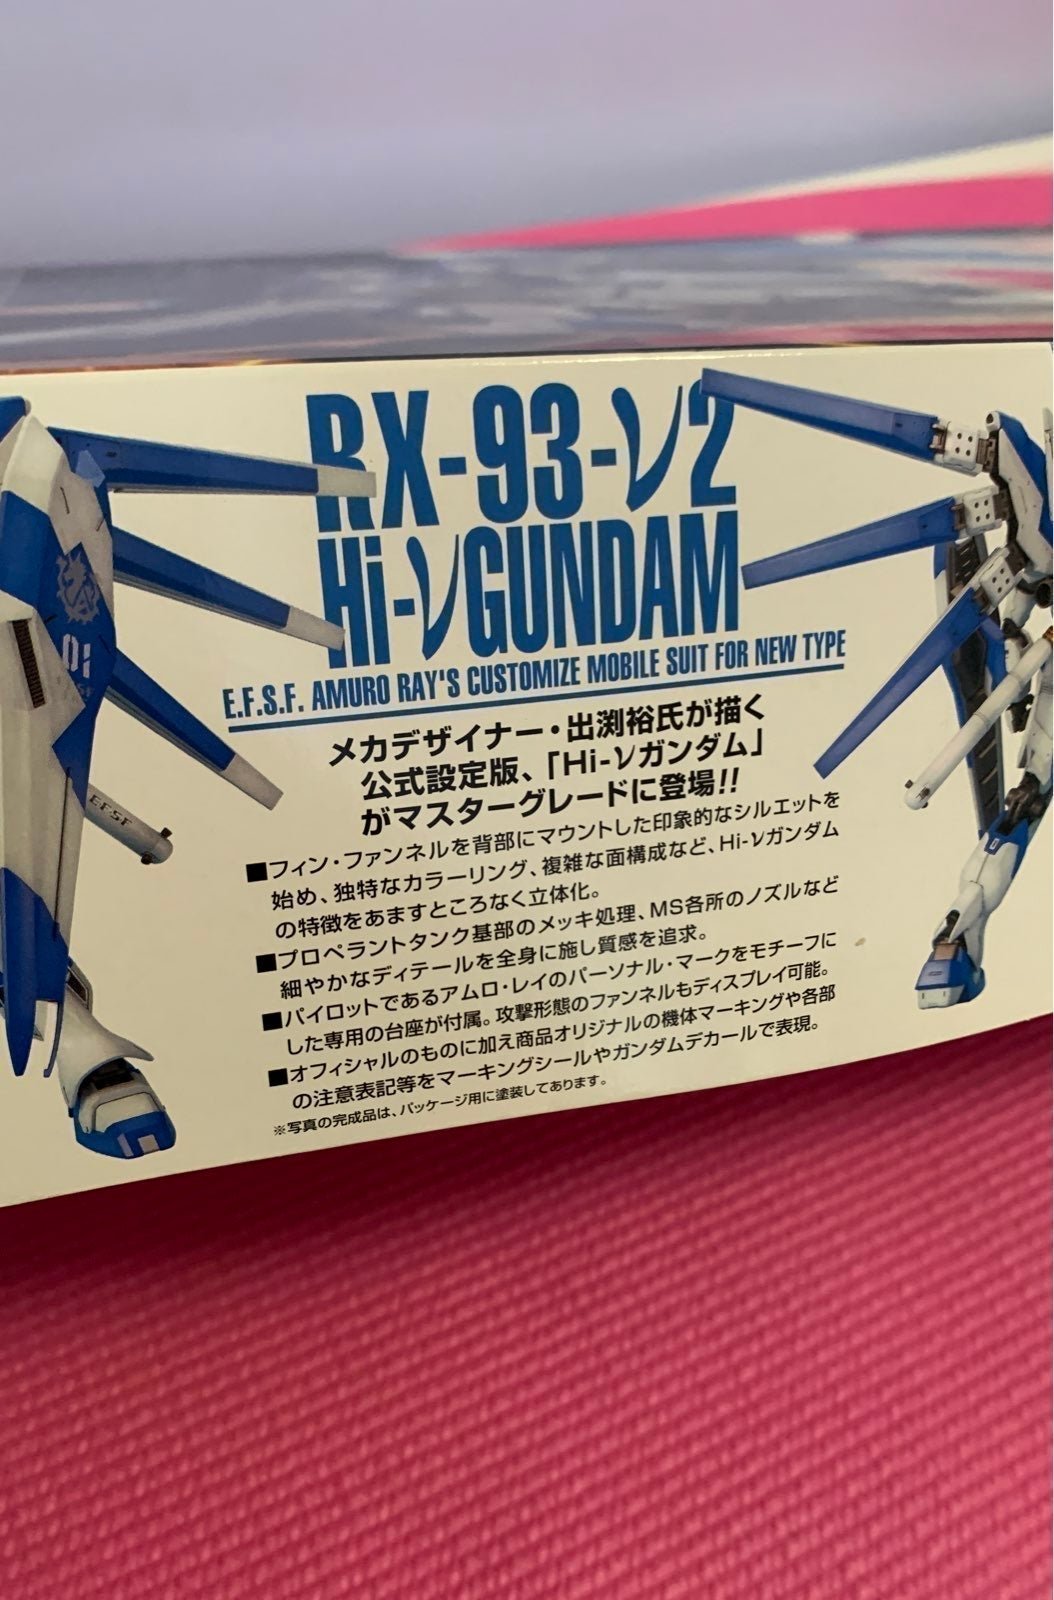 RX-93-ν2
Hi-νGUNDAM
E.F.S.F. AMURO RAY'S CUSTOMIZE MOBILE SUIT FOR NEW TYPE
メカデザイナー・出渕裕氏が描く
公式設定版、「Hi-νガンダム」
がマスターグレードに登場!!
■フィン・ファンネルを背部にマウントした印象的なシルエットを
始め、独特なカラーリング、複雑な面構成など、Hi-νガンダム
の特徴をあますところなく立体化。
■プロペラントタンク基部のメッキ処理、MS各所のノズルなど
細やかなディテールを全身に施し質感を追求。
■パイロットであるアムロ・レイのパーソナル・マークをモチーフに
した専用の台座が付属。攻撃形態のファンネルもディスプレイ可能。
■オフィシャルのものに加え商品オリジナルの機体マーキングや各部
の注意表記等をマーキングシールやガンダムデカールで表現。
※写真の完成品は、パッケージ用に塗装してあります。
01
EFSF